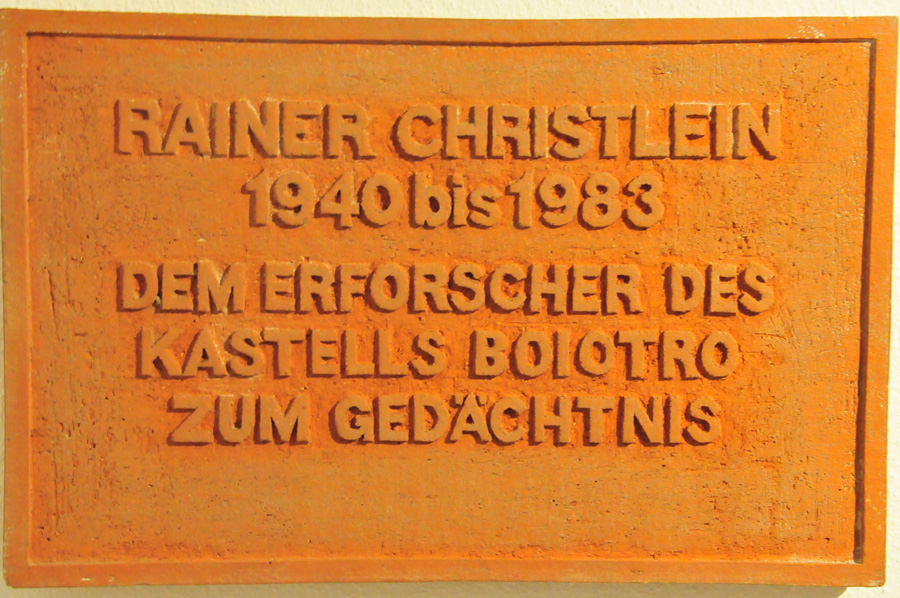 RAINER CHRISTLEIN
1940 bis 1983
DEM ERFORSCHER DES
KASTELLS BOIOTRO
ZUM GEDÄCHTNIS